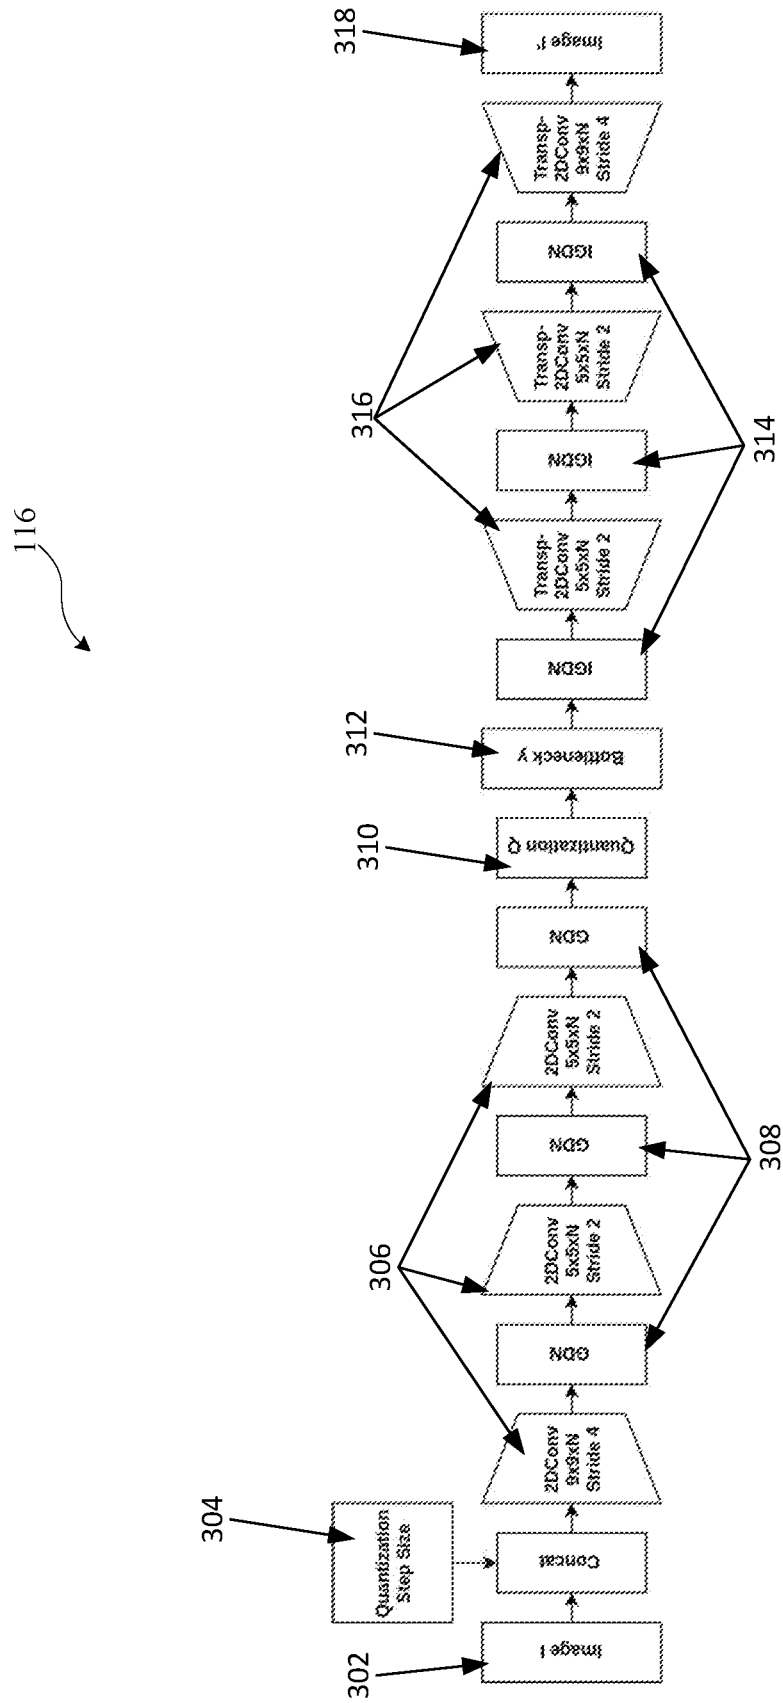 116
302
Image I
304
Quantization
Step Size
Concat
306
2DConv
9x9xN
Stride 4
GDN
2DConv
5x5xN
Stride 2
GDN
2DConv
5x5xN
Stride 2
GDN
308
310
Quantization Q
312
Bottleneck y
IGDN
Transp-
2DConv
5x5xN
Stride 2
IGDN
Transp-
2DConv
5x5xN
Stride 2
IGDN
Transp-
2DConv
9x9xN
Stride 4
314
316
318
Image I'